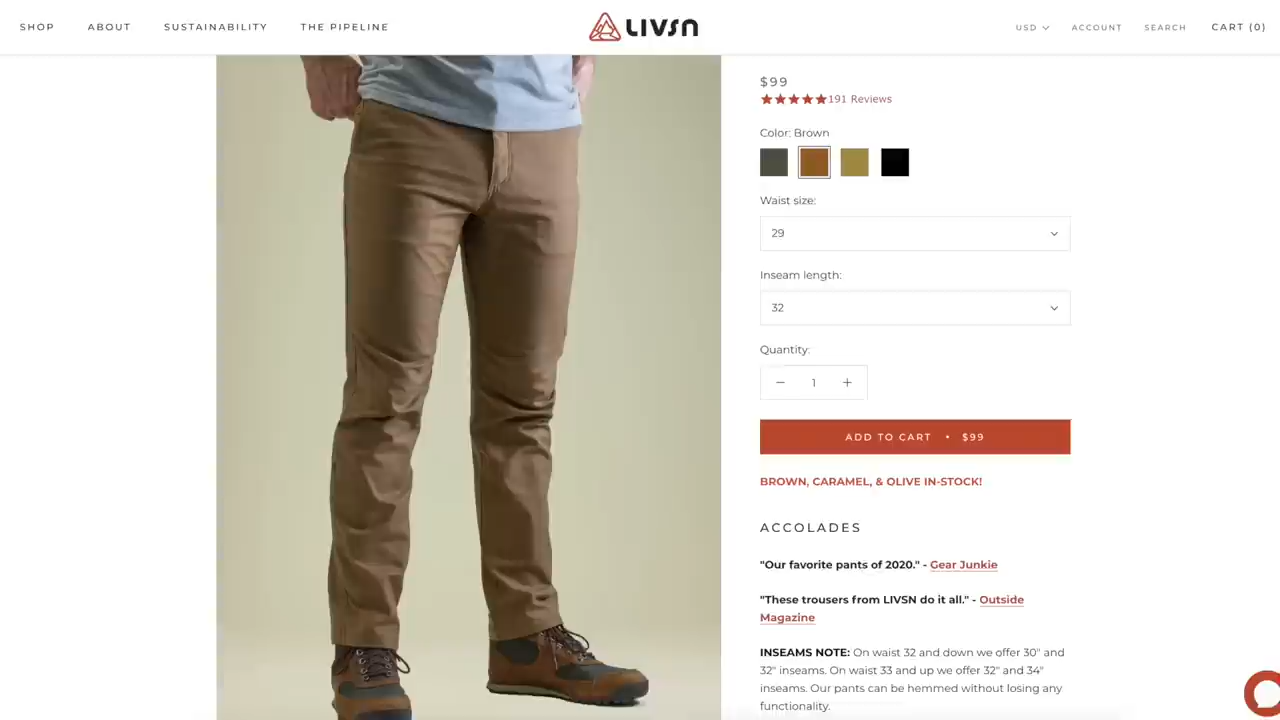 SHOP
ABOUT
SUSTAINABILITY
THE PIPELINE
LIVSN
USD
ACCOUNT
SEARCH
CART (0)
$99
191 Reviews
Color: Brown
Waist size:
29
Inseam length:
32
Quantity:
− 1 +
ADD TO CART • $99
BROWN, CARAMEL, & OLIVE IN-STOCK!
ACCOLADES
"Our favorite pants of 2020." - Gear Junkie
"These trousers from LIVSN do it all." - Outside
Magazine
INSEAMS NOTE: On waist 32 and down we offer 30" and
32" inseams. On waist 33 and up we offer 32" and 34"
inseams. Our pants can be hemmed without losing any
functionality.